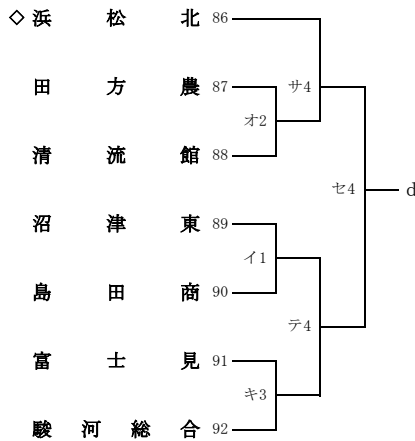 ◇ 浜松北 86
サ4
田方農 87
オ2
清流館 88
セ4
d
沼津東 89
イ1
島田商 90
テ4
富士見 91
キ3
駿河総合 92